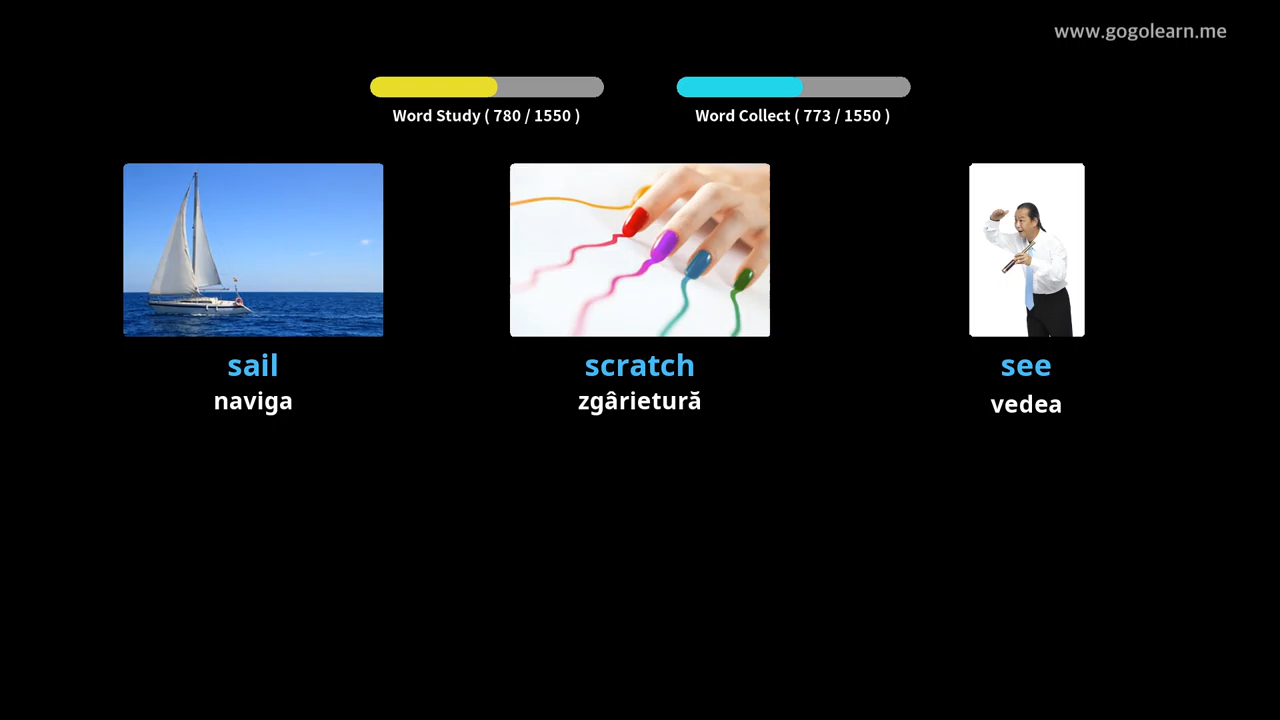 www.gogolearn.me
Word Study ( 780 / 1550 )
Word Collect ( 773 / 1550 )
sail
naviga
scratch
zgârietură
see
vedea